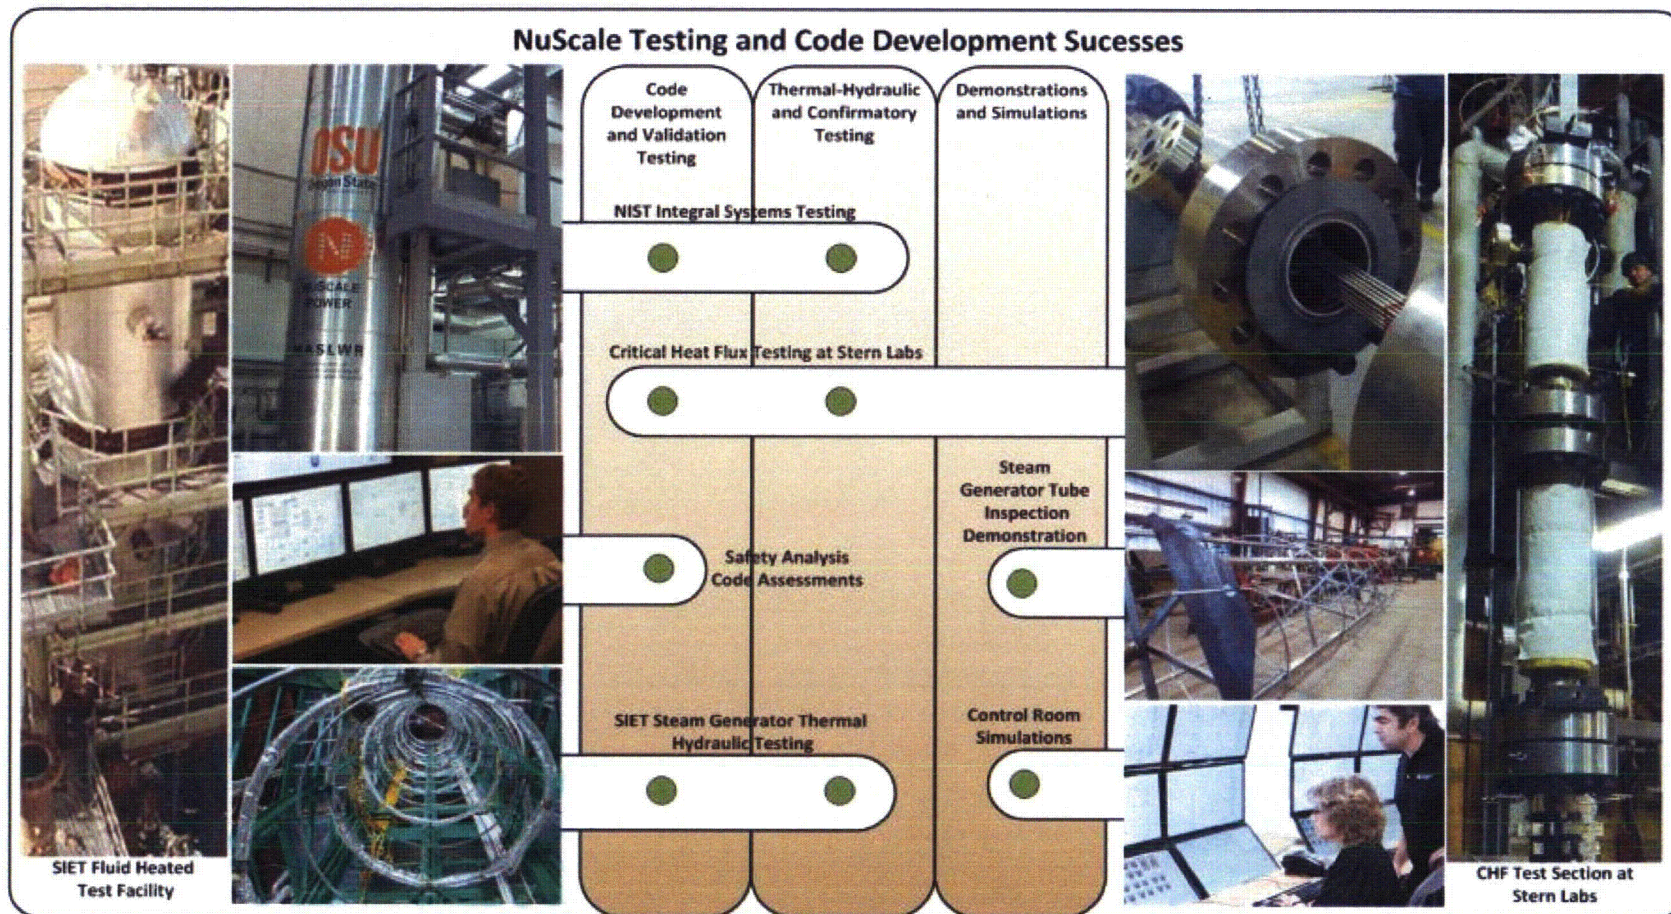 NuScale Testing and Code Development Sucesses
Code
Development
and Validation
Testing
Thermal-Hydraulic
and Confirmatory
Testing
Demonstrations
and Simulations
OSU
Oregon State
N
NUSCALE
POWER
MASLWR
NIST Integral Systems Testing
Critical Heat Flux Testing at Stern Labs
Steam
Generator Tube
Inspection
Demonstration
Safety Analysis
Code Assessments
SIET Steam Generator Thermal
Hydraulic Testing
Control Room
Simulations
SIET Fluid Heated
Test Facility
CHF Test Section at
Stern Labs